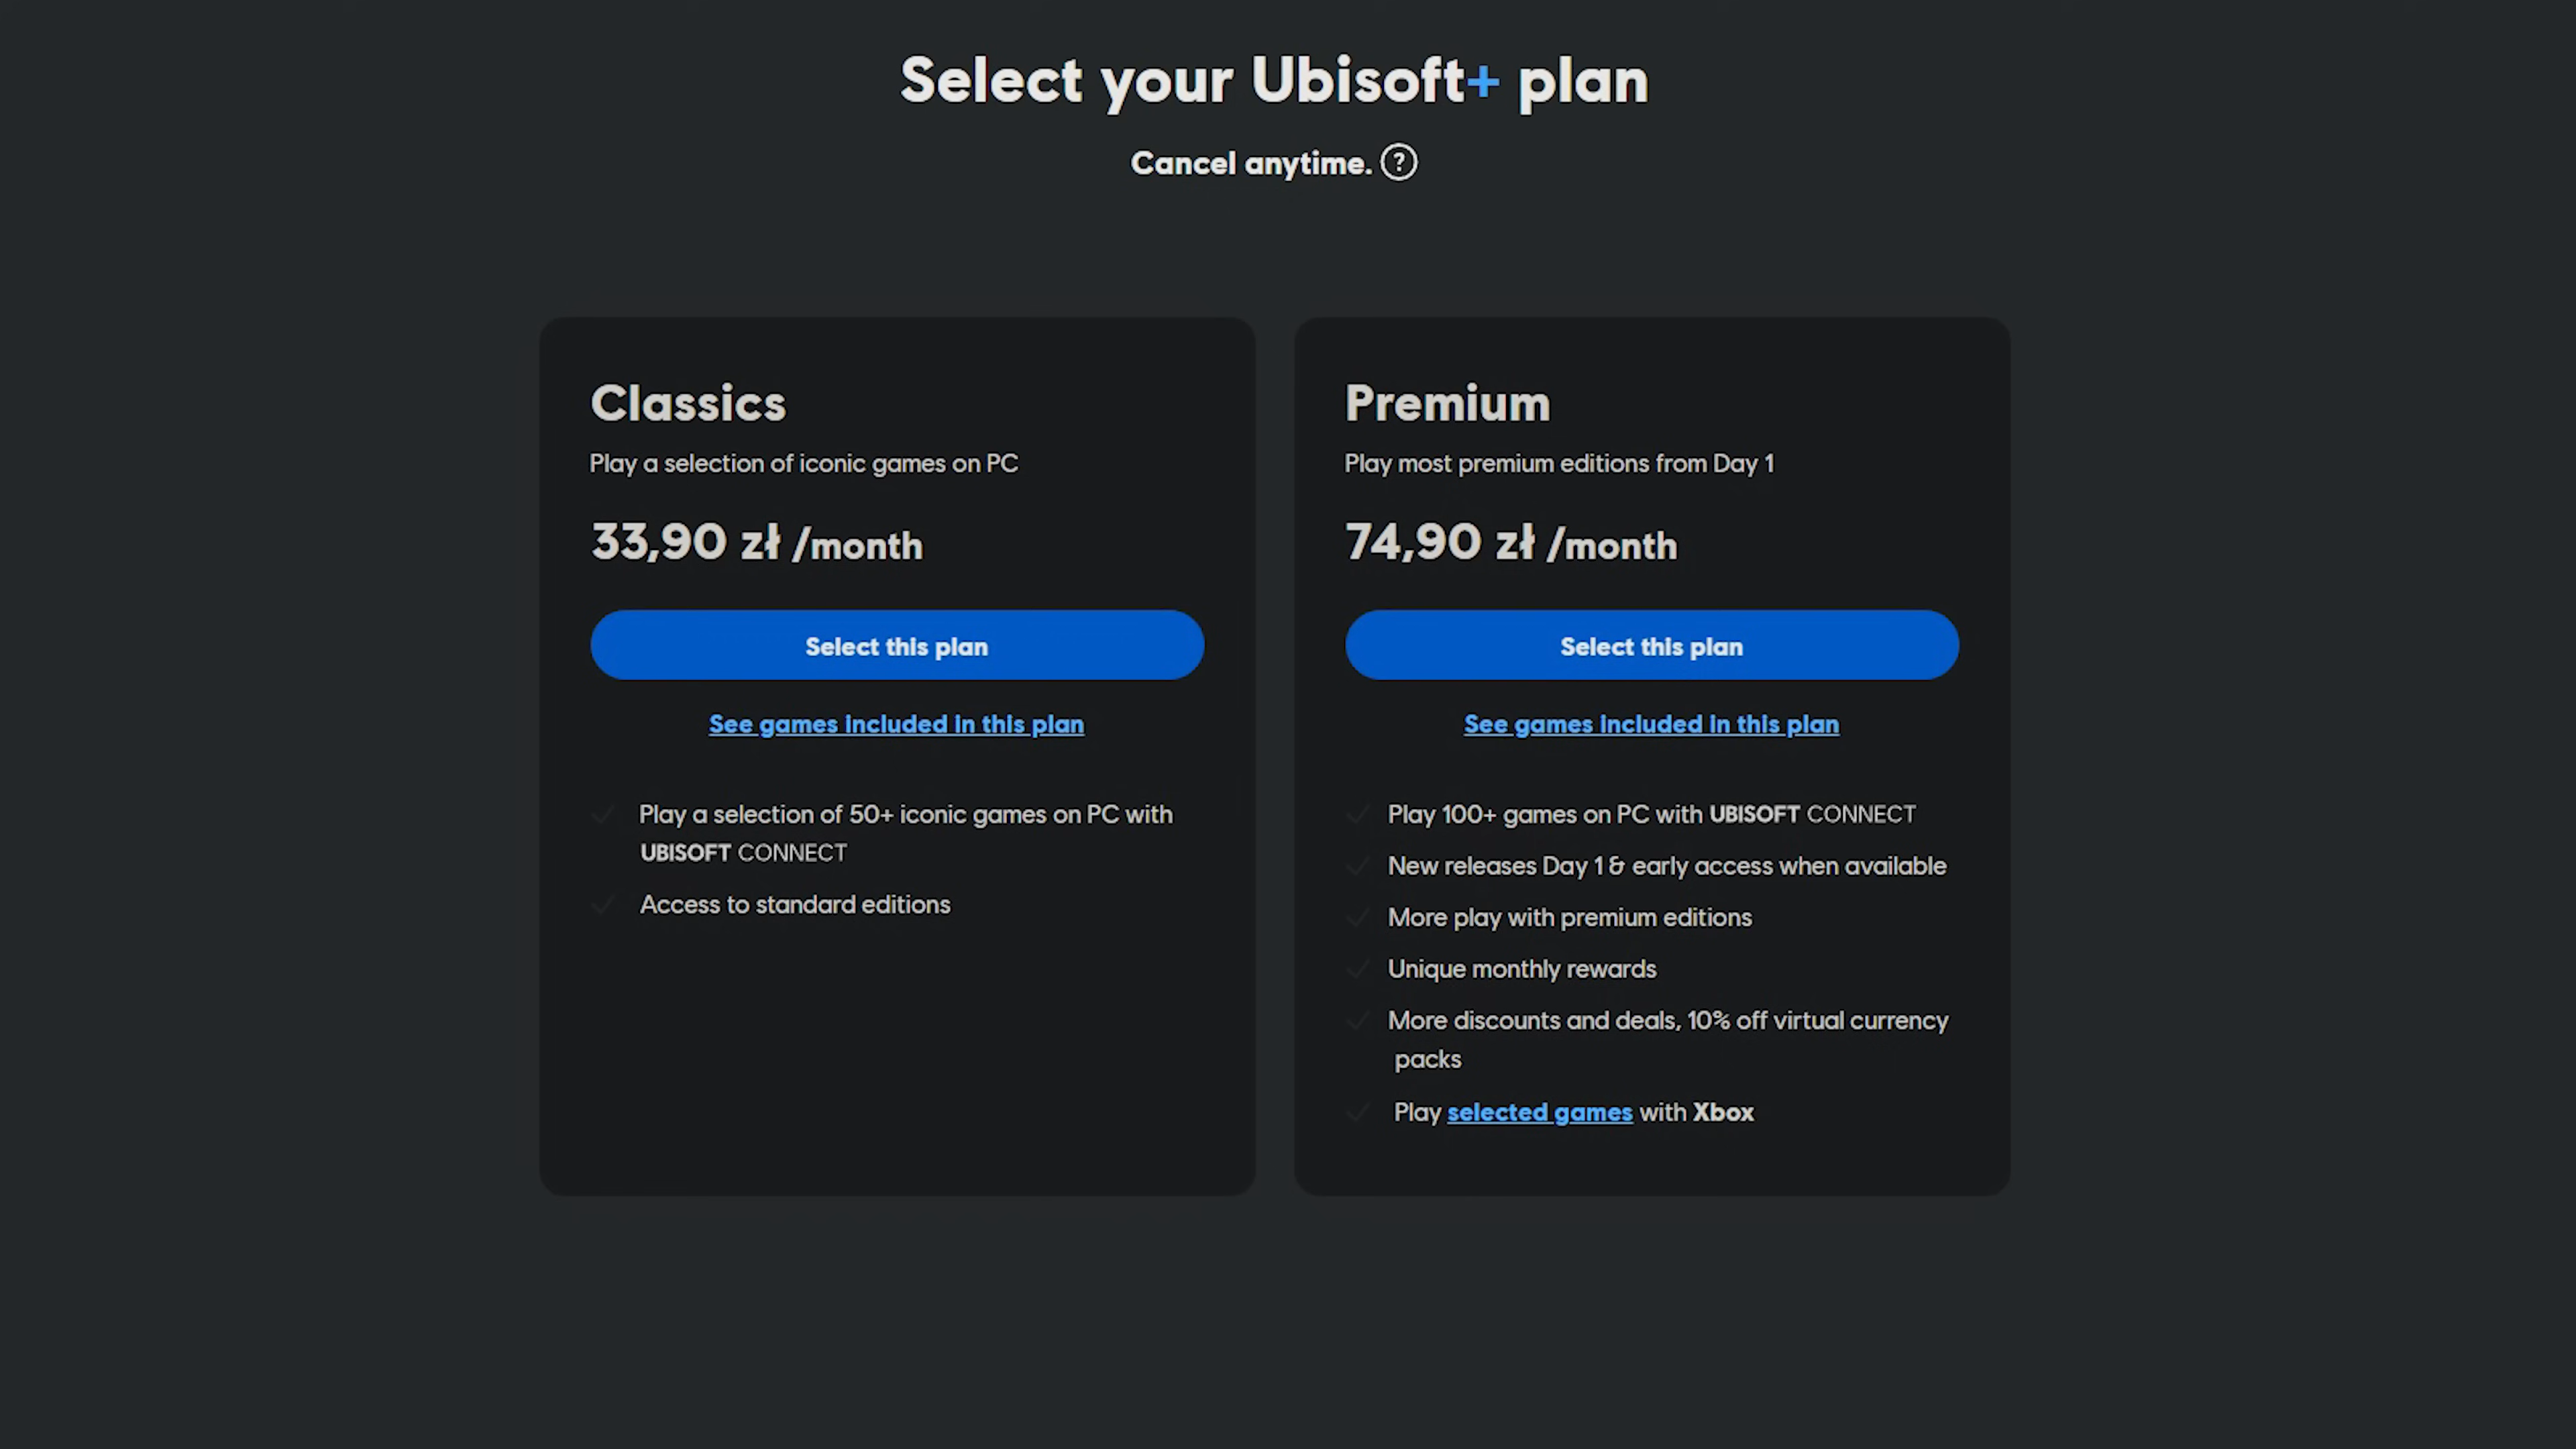 Select your Ubisoft+ plan
Cancel anytime. ?
Classics
Play a selection of iconic games on PC
33,90 zł /month
Select this plan
See games included in this plan
Play a selection of 50+ iconic games on PC with
UBISOFT CONNECT
Access to standard editions
Premium
Play most premium editions from Day 1
74,90 zł /month
Select this plan
See games included in this plan
Play 100+ games on PC with UBISOFT CONNECT
New releases Day 1 & early access when available
More play with premium editions
Unique monthly rewards
More discounts and deals, 10% off virtual currency
packs
Play selected games with Xbox